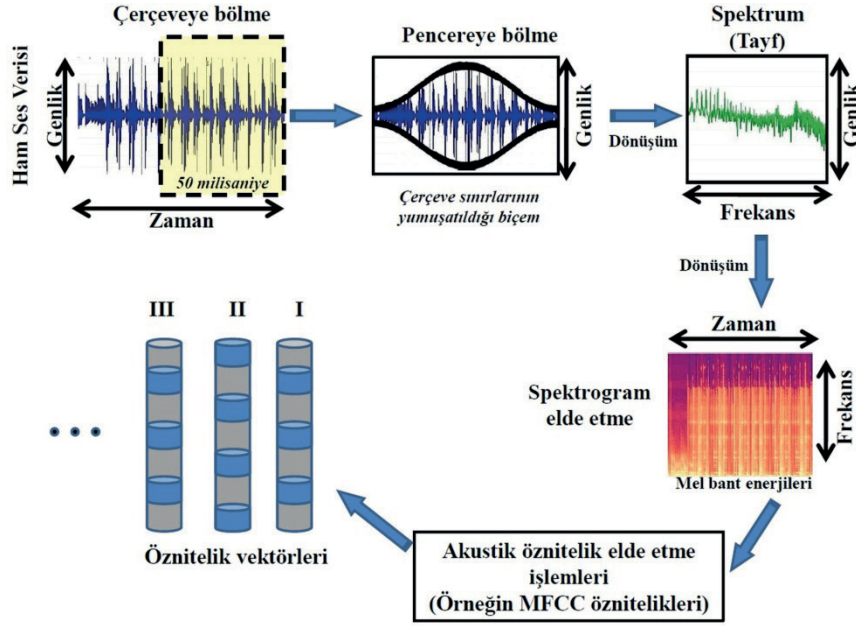 Çerçeveye bölme
Ham Ses Verisi
Genlik
50 milisaniye
Zaman
Pencereye bölme
Genlik
Çerçeve sınırlarının
yumuşatıldığı biçem
Dönüşüm
Spektrum
(Tayf)
Genlik
Frekans
Dönüşüm
Zaman
Spektrogram
elde etme
Frekans
Mel bant enerjileri
Akustik öznitelik elde etme
işlemleri
(Örneğin MFCC öznitelikleri)
III II I
Öznitelik vektörleri